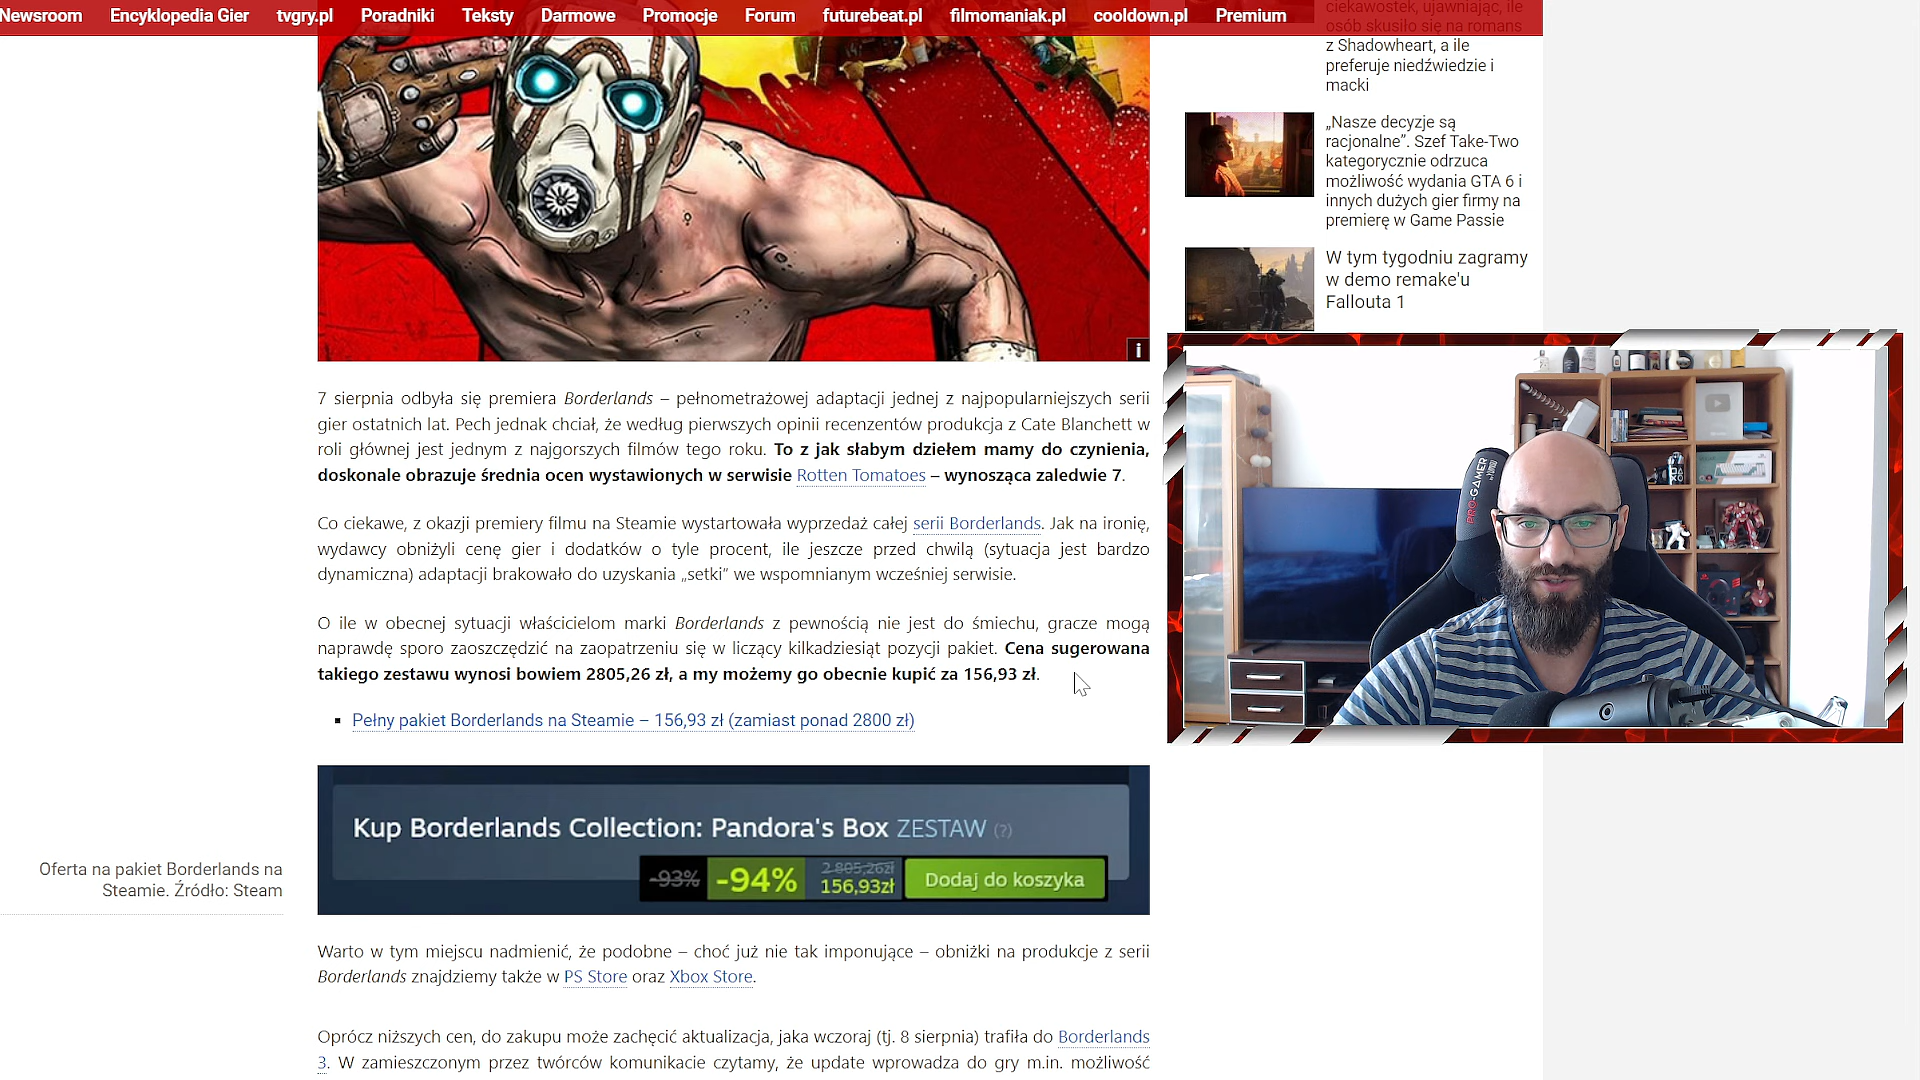 Newsroom Encyklopedia Gier tvgry.pl Poradniki Teksty Darmowe Promocje Forum futurebeat.pl filmomaniak.pl cooldown.pl Premium
ciekawostek, ujawniając, ile
osób skusiło się na romans
z Shadowheart, a ile
preferuje niedźwiedzie i
macki
„Nasze decyzje są
racjonalne”. Szef Take-Two
kategorycznie odrzuca
możliwość wydania GTA 6 i
innych dużych gier firmy na
premierę w Game Passie
W tym tygodniu zagramy
w demo remake'u
Fallouta 1
i
7 sierpnia odbyła się premiera Borderlands – pełnometrażowej adaptacji jednej z najpopularniejszych serii
gier ostatnich lat. Pech jednak chciał, że według pierwszych opinii recenzentów produkcja z Cate Blanchett w
roli głównej jest jednym z najgorszych filmów tego roku. To z jak słabym dziełem mamy do czynienia,
doskonale obrazuje średnia ocen wystawionych w serwisie Rotten Tomatoes – wynosząca zaledwie 7.
Co ciekawe, z okazji premiery filmu na Steamie wystartowała wyprzedaż całej serii Borderlands. Jak na ironię,
wydawcy obniżyli cenę gier i dodatków o tyle procent, ile jeszcze przed chwilą (sytuacja jest bardzo
dynamiczna) adaptacji brakowało do uzyskania „setki” we wspomnianym wcześniej serwisie.
O ile w obecnej sytuacji właścicielom marki Borderlands z pewnością nie jest do śmiechu, gracze mogą
naprawdę sporo zaoszczędzić na zaopatrzeniu się w liczący kilkadziesiąt pozycji pakiet. Cena sugerowana
takiego zestawu wynosi bowiem 2805,26 zł, a my możemy go obecnie kupić za 156,93 zł.
Pełny pakiet Borderlands na Steamie – 156,93 zł (zamiast ponad 2800 zł)
PRO-GAMER
Kup Borderlands Collection: Pandora's Box ZESTAW (?)
-93% -94% 2 805,26zł 156,93zł Dodaj do koszyka
Oferta na pakiet Borderlands na
Steamie. Źródło: Steam
Warto w tym miejscu nadmienić, że podobne – choć już nie tak imponujące – obniżki na produkcje z serii
Borderlands znajdziemy także w PS Store oraz Xbox Store.
Oprócz niższych cen, do zakupu może zachęcić aktualizacja, jaka wczoraj (tj. 8 sierpnia) trafiła do Borderlands
3. W zamieszczonym przez twórców komunikacie czytamy, że update wprowadza do gry m.in. możliwość